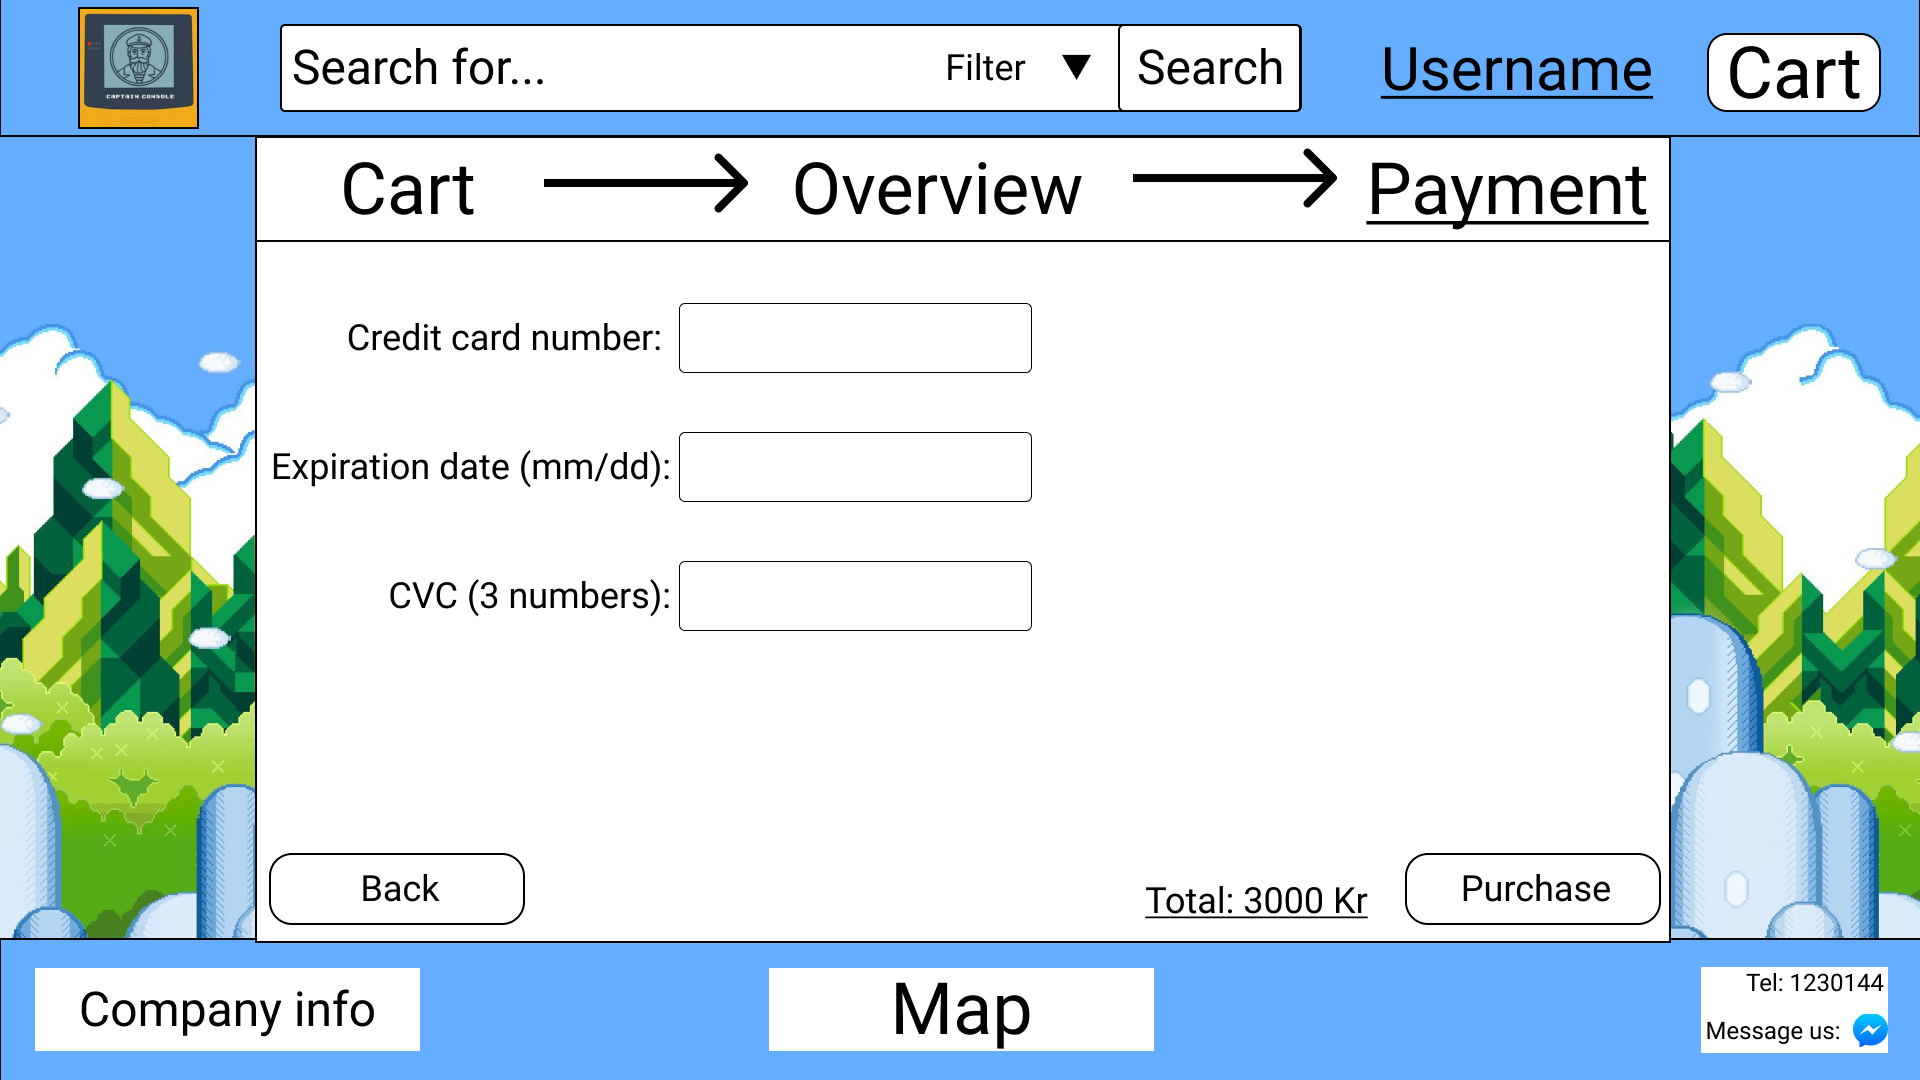 CAPTAIN CONSOLE
Search for...
Filter
Search
Username
Cart
Cart
Overview
Payment
Credit card number:
Expiration date (mm/dd):
CVC (3 numbers):
Back
Total: 3000 Kr
Purchase
Company info
Map
Tel: 1230144
Message us: